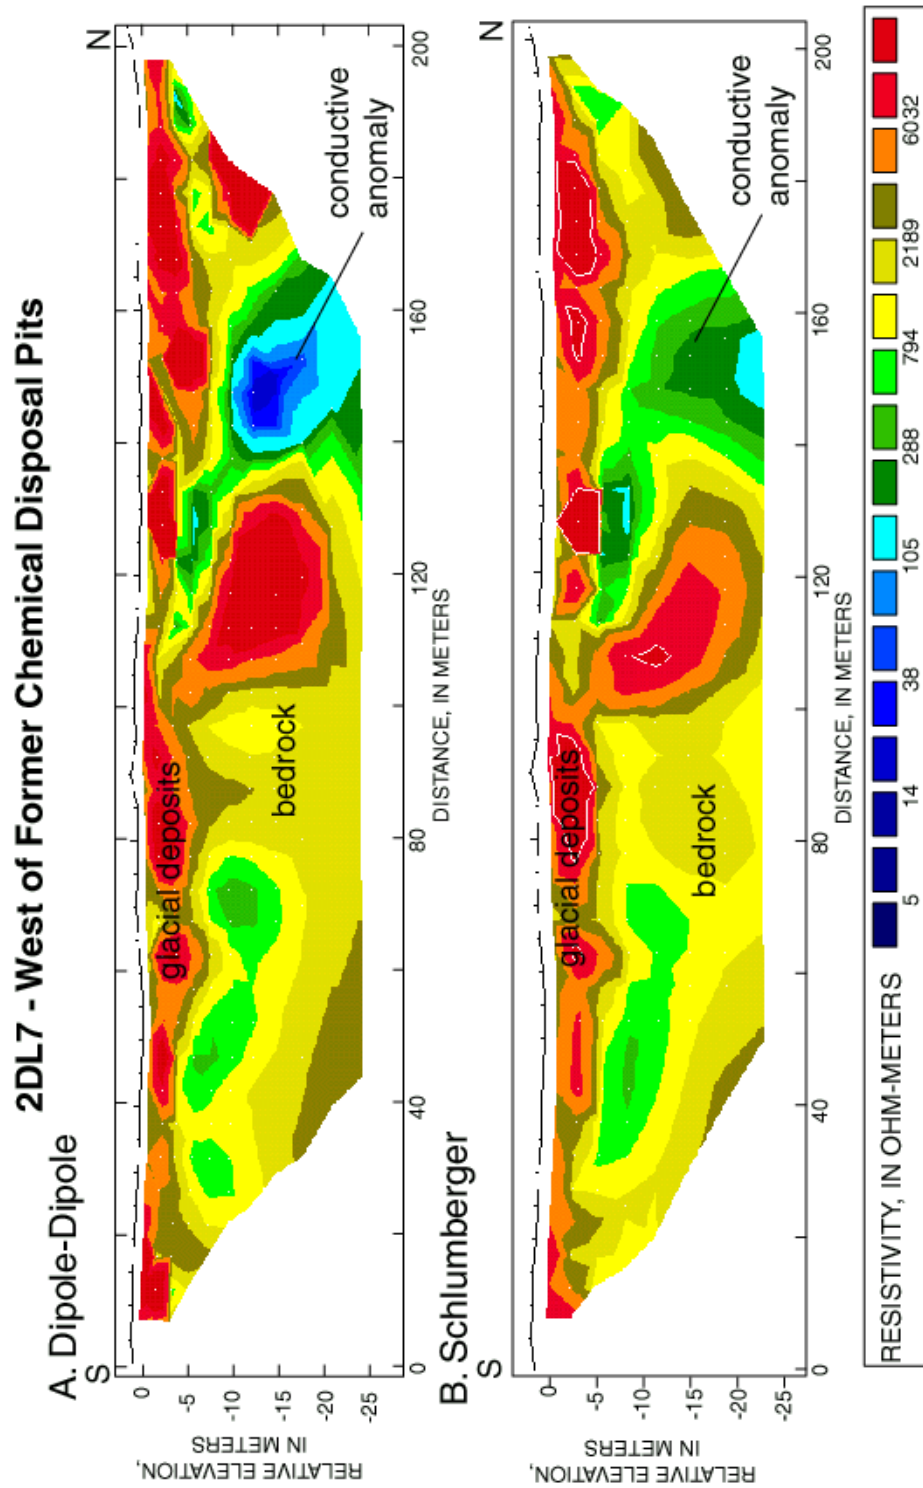 2DL7 - West of Former Chemical Disposal Pits
A. Dipole-Dipole
S
N
0
-5
-10
-15
-20
-25
RELATIVE ELEVATION,
IN METERS
glacial deposits
bedrock
conductive
anomaly
0
40
80
120
160
200
DISTANCE, IN METERS
B. Schlumberger
S
N
0
-5
-10
-15
-20
-25
RELATIVE ELEVATION,
IN METERS
glacial deposits
bedrock
conductive
anomaly
0
40
80
120
160
200
DISTANCE, IN METERS
RESISTIVITY, IN OHM-METERS
5
14
38
105
288
794
2189
6032